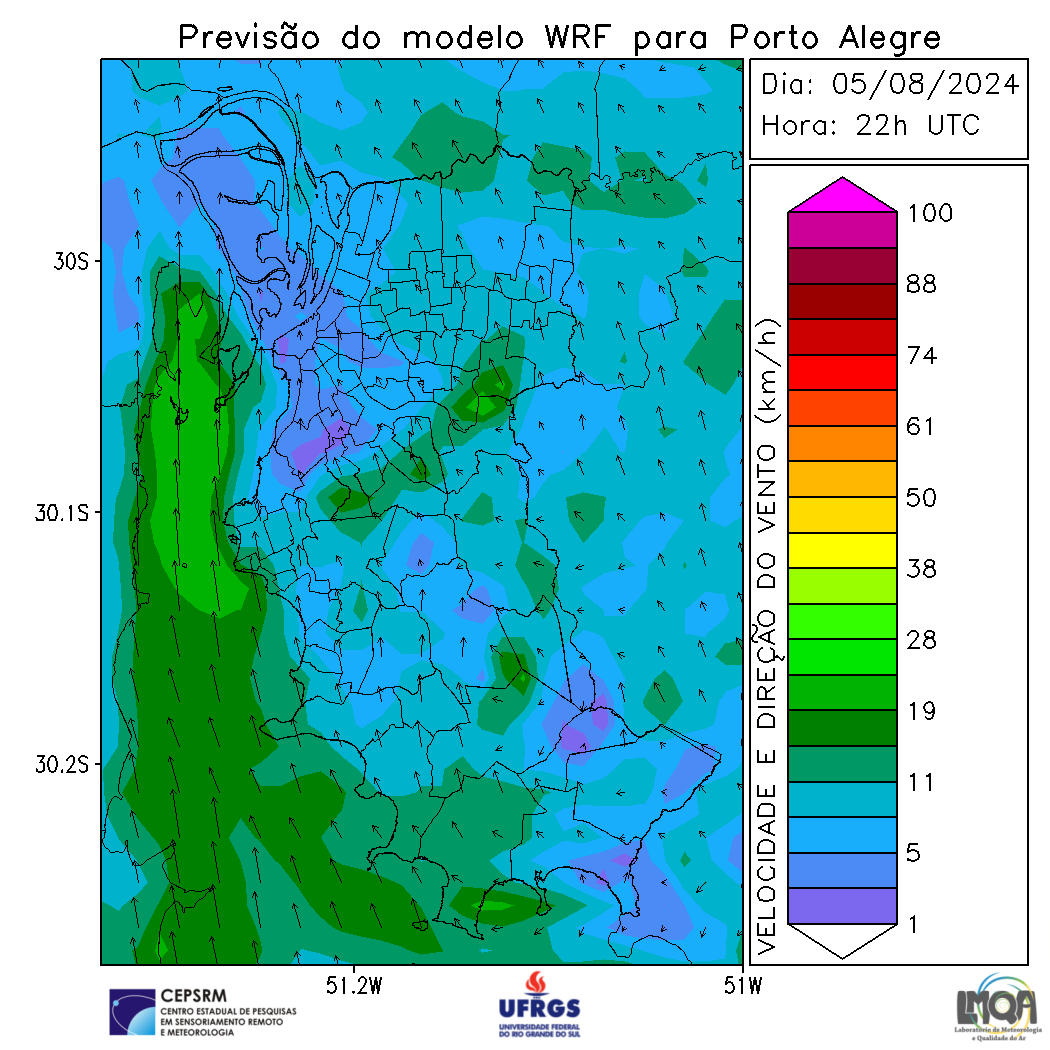 Previsão do modelo WRF para Porto Alegre
Dia: 05/08/2024
Hora: 22h UTC
30S
30.1S
30.2S
51.2W
51W
VELOCIDADE E DIREÇÃO DO VENTO (km/h)
100
88
74
61
50
38
28
19
11
5
1
CEPSRM
CENTRO ESTADUAL DE PESQUISAS
EM SENSORIAMENTO REMOTO
E METEOROLOGIA
UFRGS
UNIVERSIDADE FEDERAL
DO RIO GRANDE DO SUL
LMQA
Laboratório de Meteorologia
e Qualidade do Ar